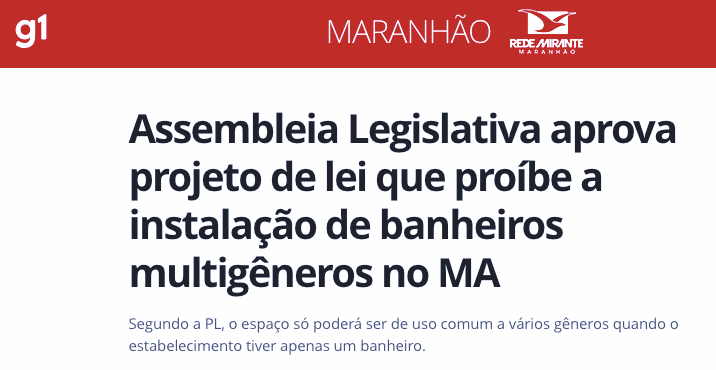 g1
MARANHÃO
REDE MIRANTE
MARANHÃO
Assembleia Legislativa aprova
projeto de lei que proíbe a
instalação de banheiros
multigêneros no MA
Segundo a PL, o espaço só poderá ser de uso comum a vários gêneros quando o
estabelecimento tiver apenas um banheiro.